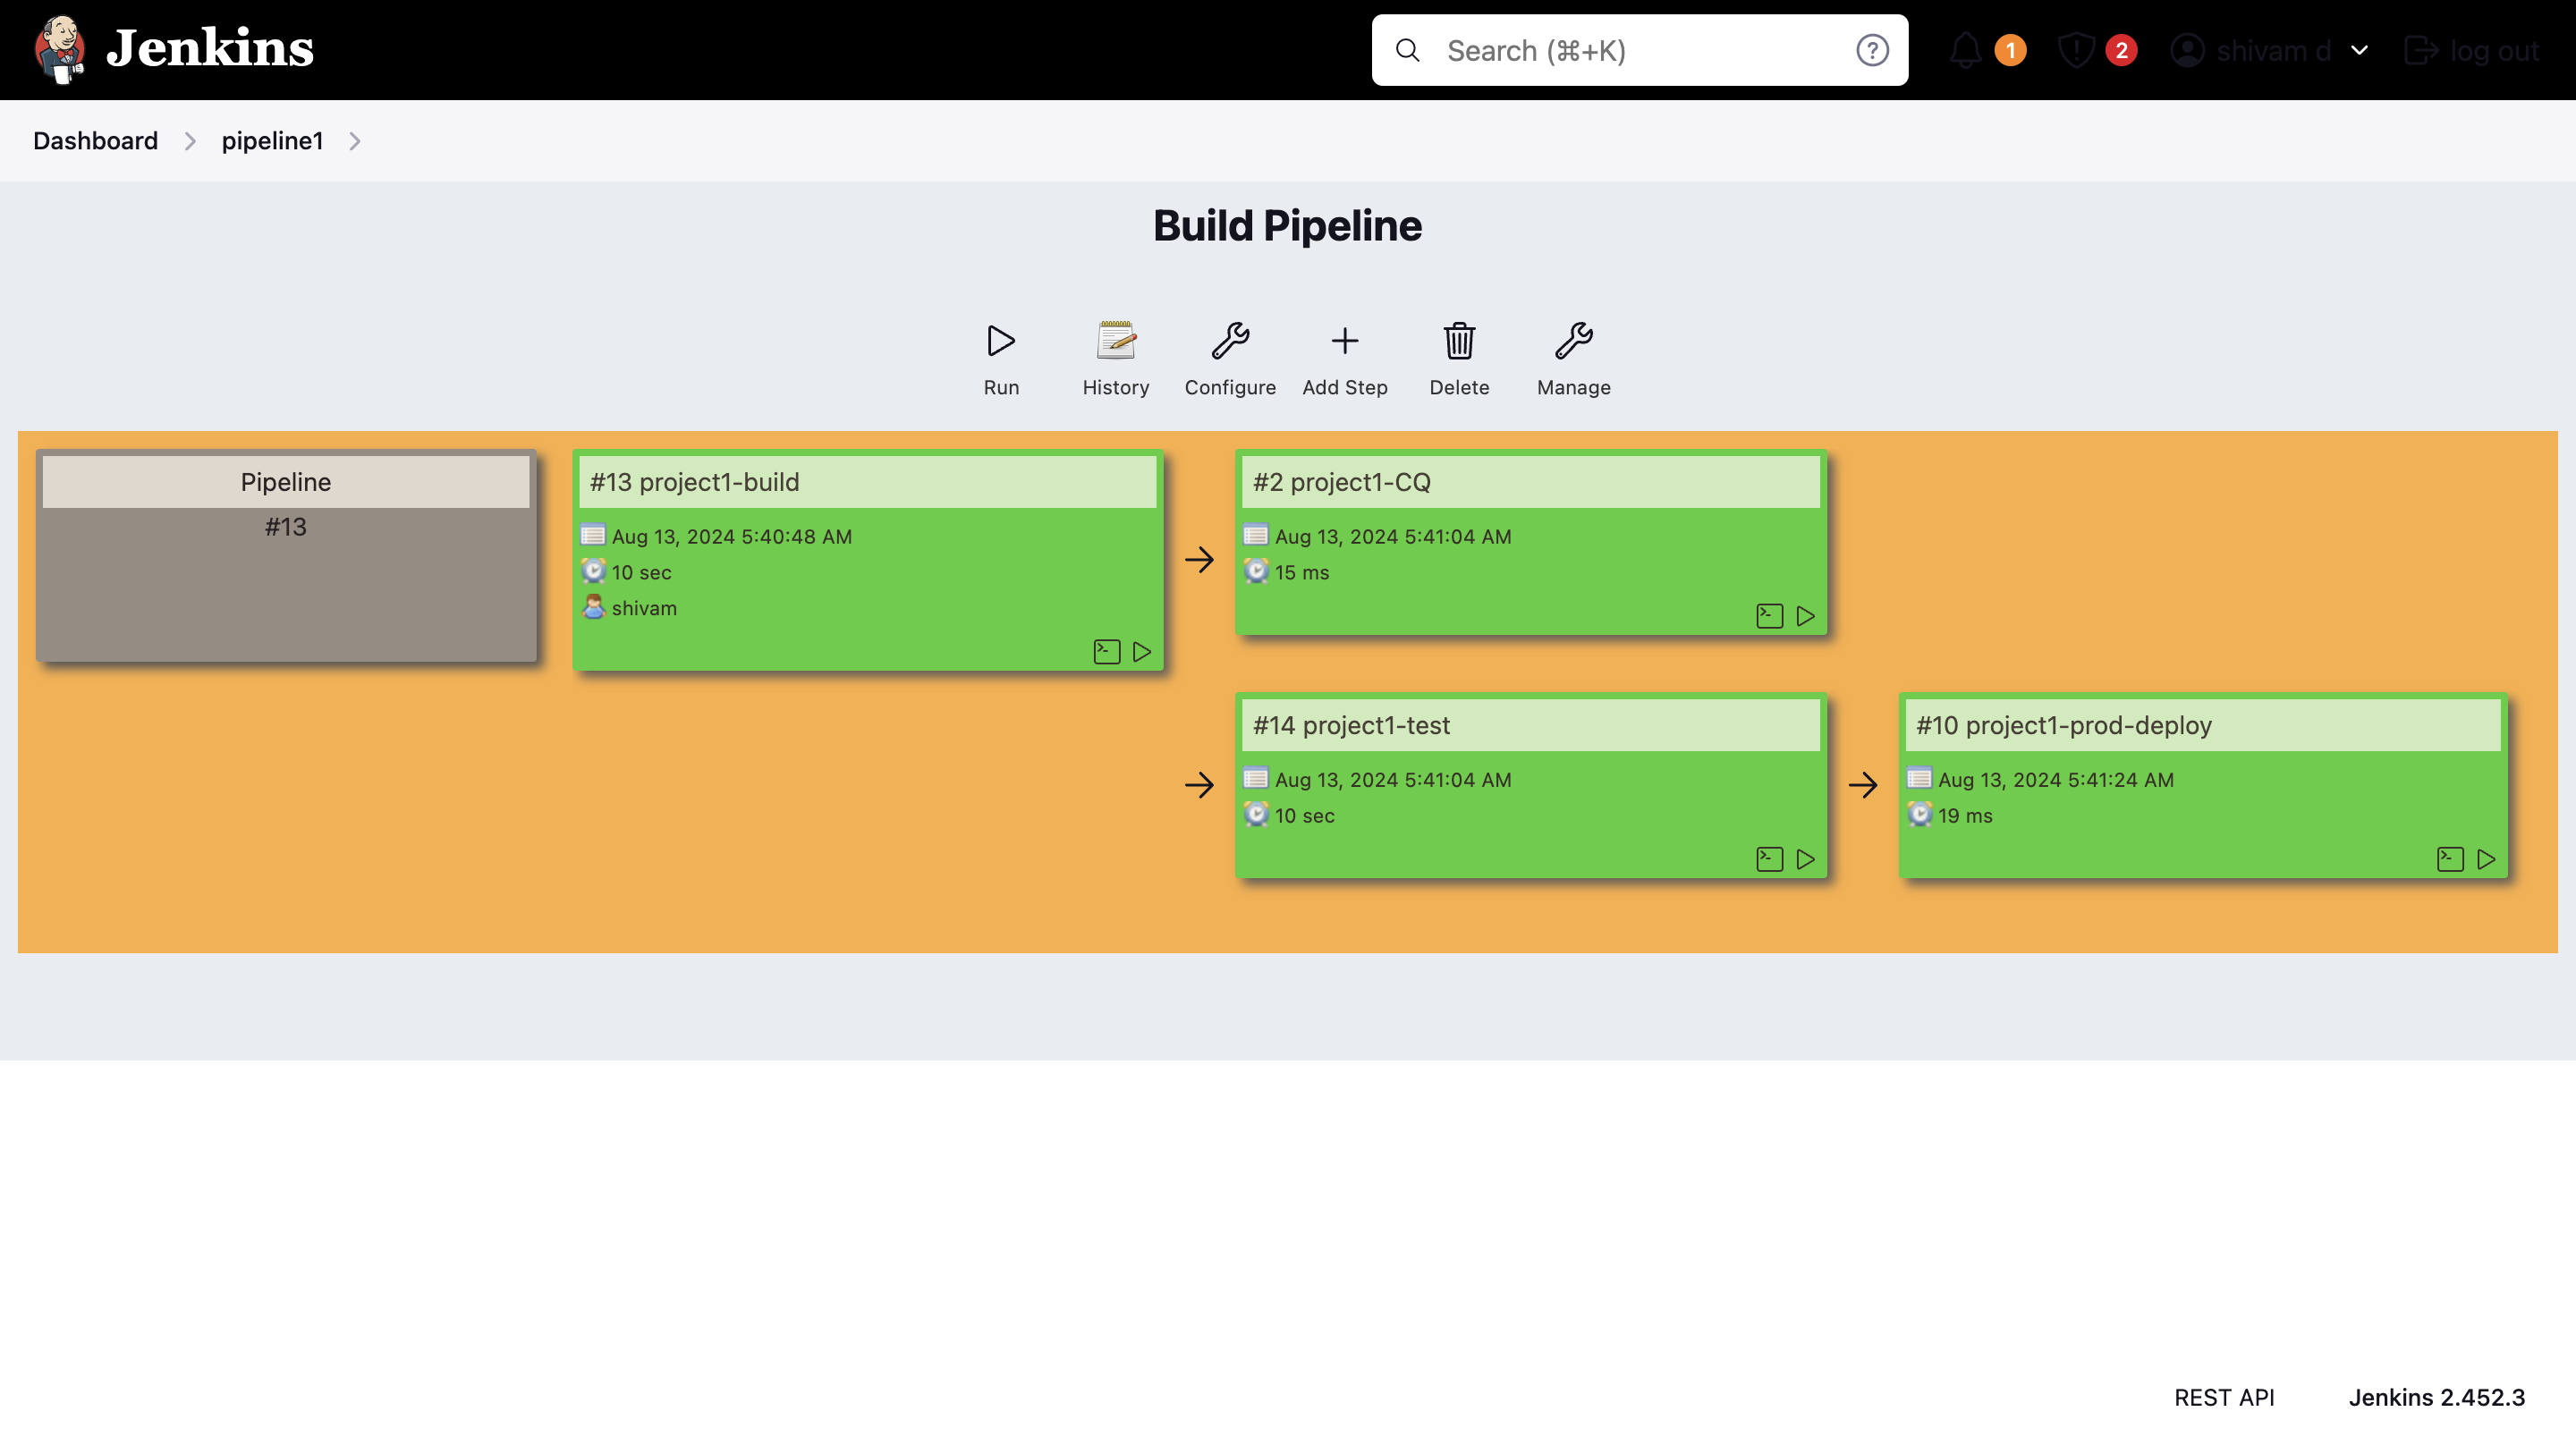 Jenkins
Search (⌘+K)
?
1
2
shivam d
log out
Dashboard
pipeline1
Build Pipeline
Run
History
Configure
Add Step
Delete
Manage
Pipeline
#13
#13 project1-build
Aug 13, 2024 5:40:48 AM
10 sec
shivam
#2 project1-CQ
Aug 13, 2024 5:41:04 AM
15 ms
#14 project1-test
Aug 13, 2024 5:41:04 AM
10 sec
#10 project1-prod-deploy
Aug 13, 2024 5:41:24 AM
19 ms
REST API
Jenkins 2.452.3